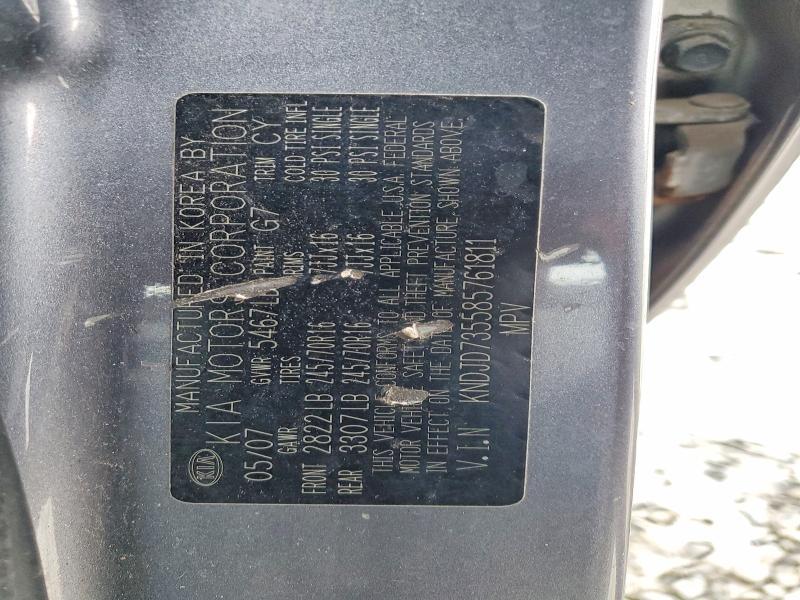 KIA
MANUFACTURED IN KOREA BY
KIA MOTORS CORPORATION
05/07 GVWR 5467LB PAINT G7 TRIM CY
GAWR TIRES RIMS COLD TIRE INFL
FRONT 2822LB 245/70R16 7JJx16 30 PSI SINGLE
REAR 3307LB 245/70R16 7JJx16 30 PSI SINGLE
THIS VEHICLE CONFORMS TO ALL APPLICABLE U.S.A. FEDERAL
MOTOR VEHICLE SAFETY AND THEFT PREVENTION STANDARDS
IN EFFECT ON THE DATE OF MANUFACTURE, SHOWN ABOVE.
V.I.N KNDJD735585761811
MPV